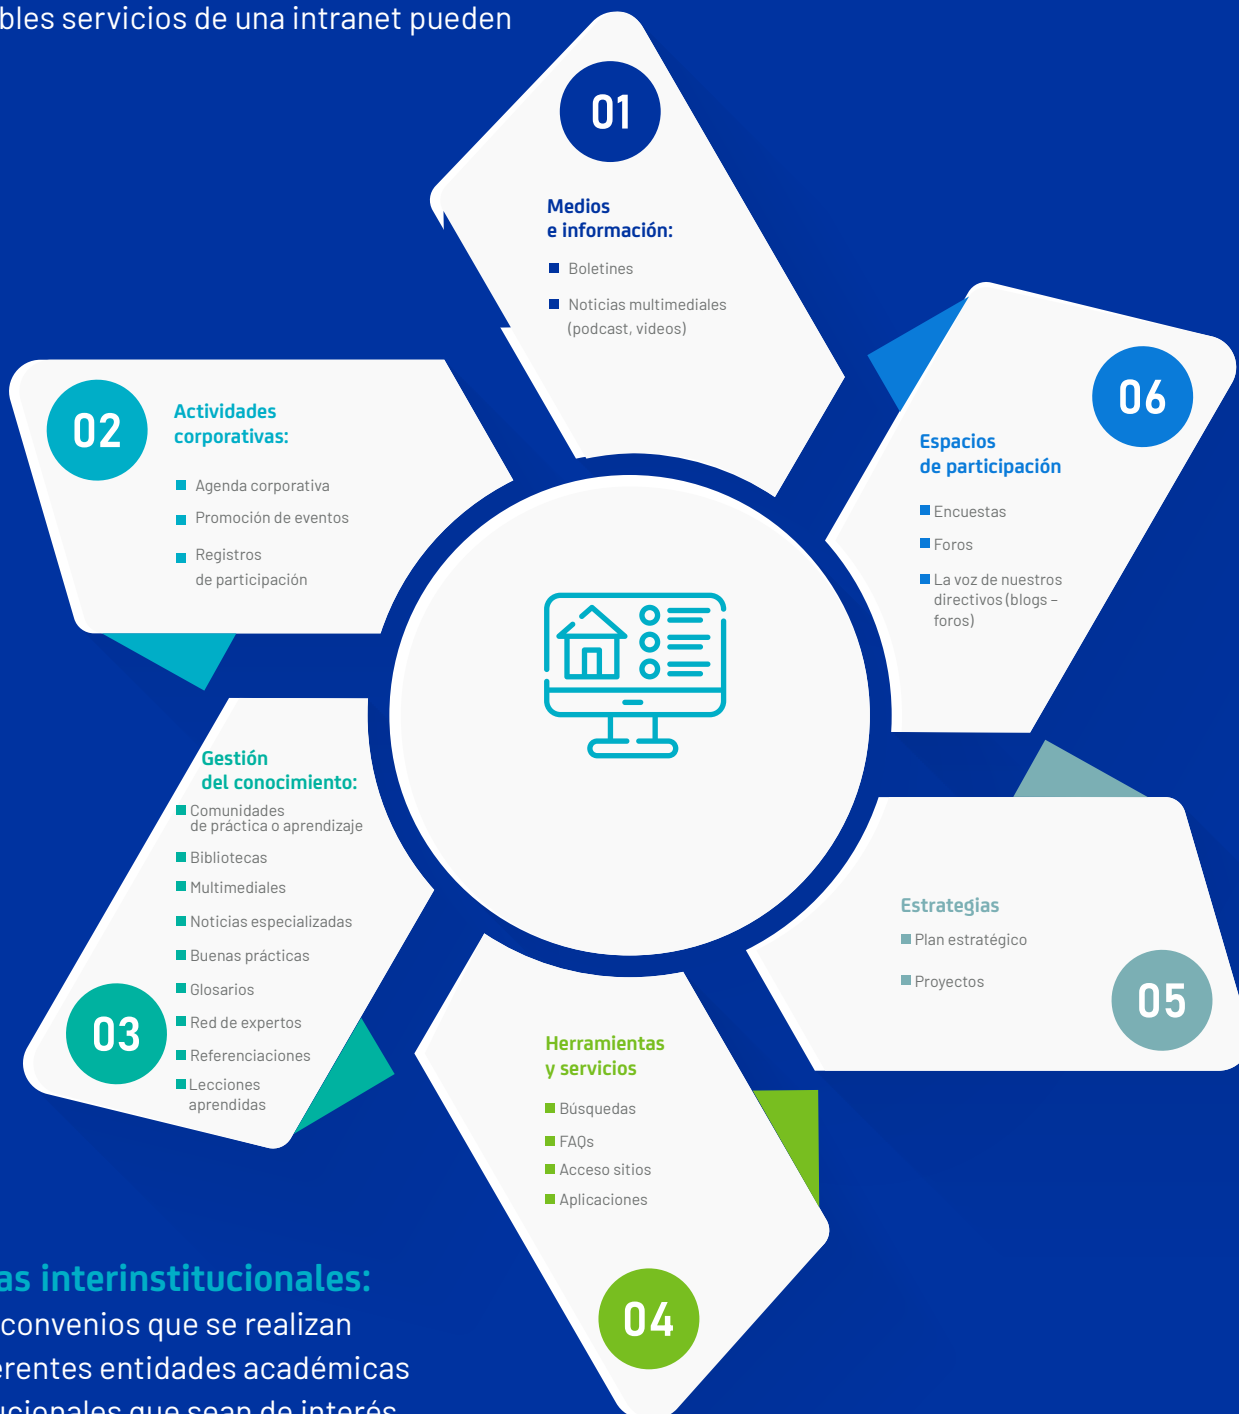 servicios de una intranet pueden
01
Medios
e información:
Boletines
Noticias multimediales
(podcast, videos)
02
Actividades
corporativas:
Agenda corporativa
Promoción de eventos
Registros
de participación
Gestión
del conocimiento:
Comunidades
de práctica o aprendizaje
Bibliotecas
Multimediales
Noticias especializadas
Buenas prácticas
Glosarios
Red de expertos
Referenciaciones
Lecciones
aprendidas
03
Herramientas
y servicios
Búsquedas
FAQs
Acceso sitios
Aplicaciones
04
Estrategias
Plan estratégico
Proyectos
05
06
Espacios
de participación
Encuestas
Foros
La voz de nuestros
directivos (blogs –
foros)
interinstitucionales:
convenios que se realizan
entidades académicas
que sean de interés